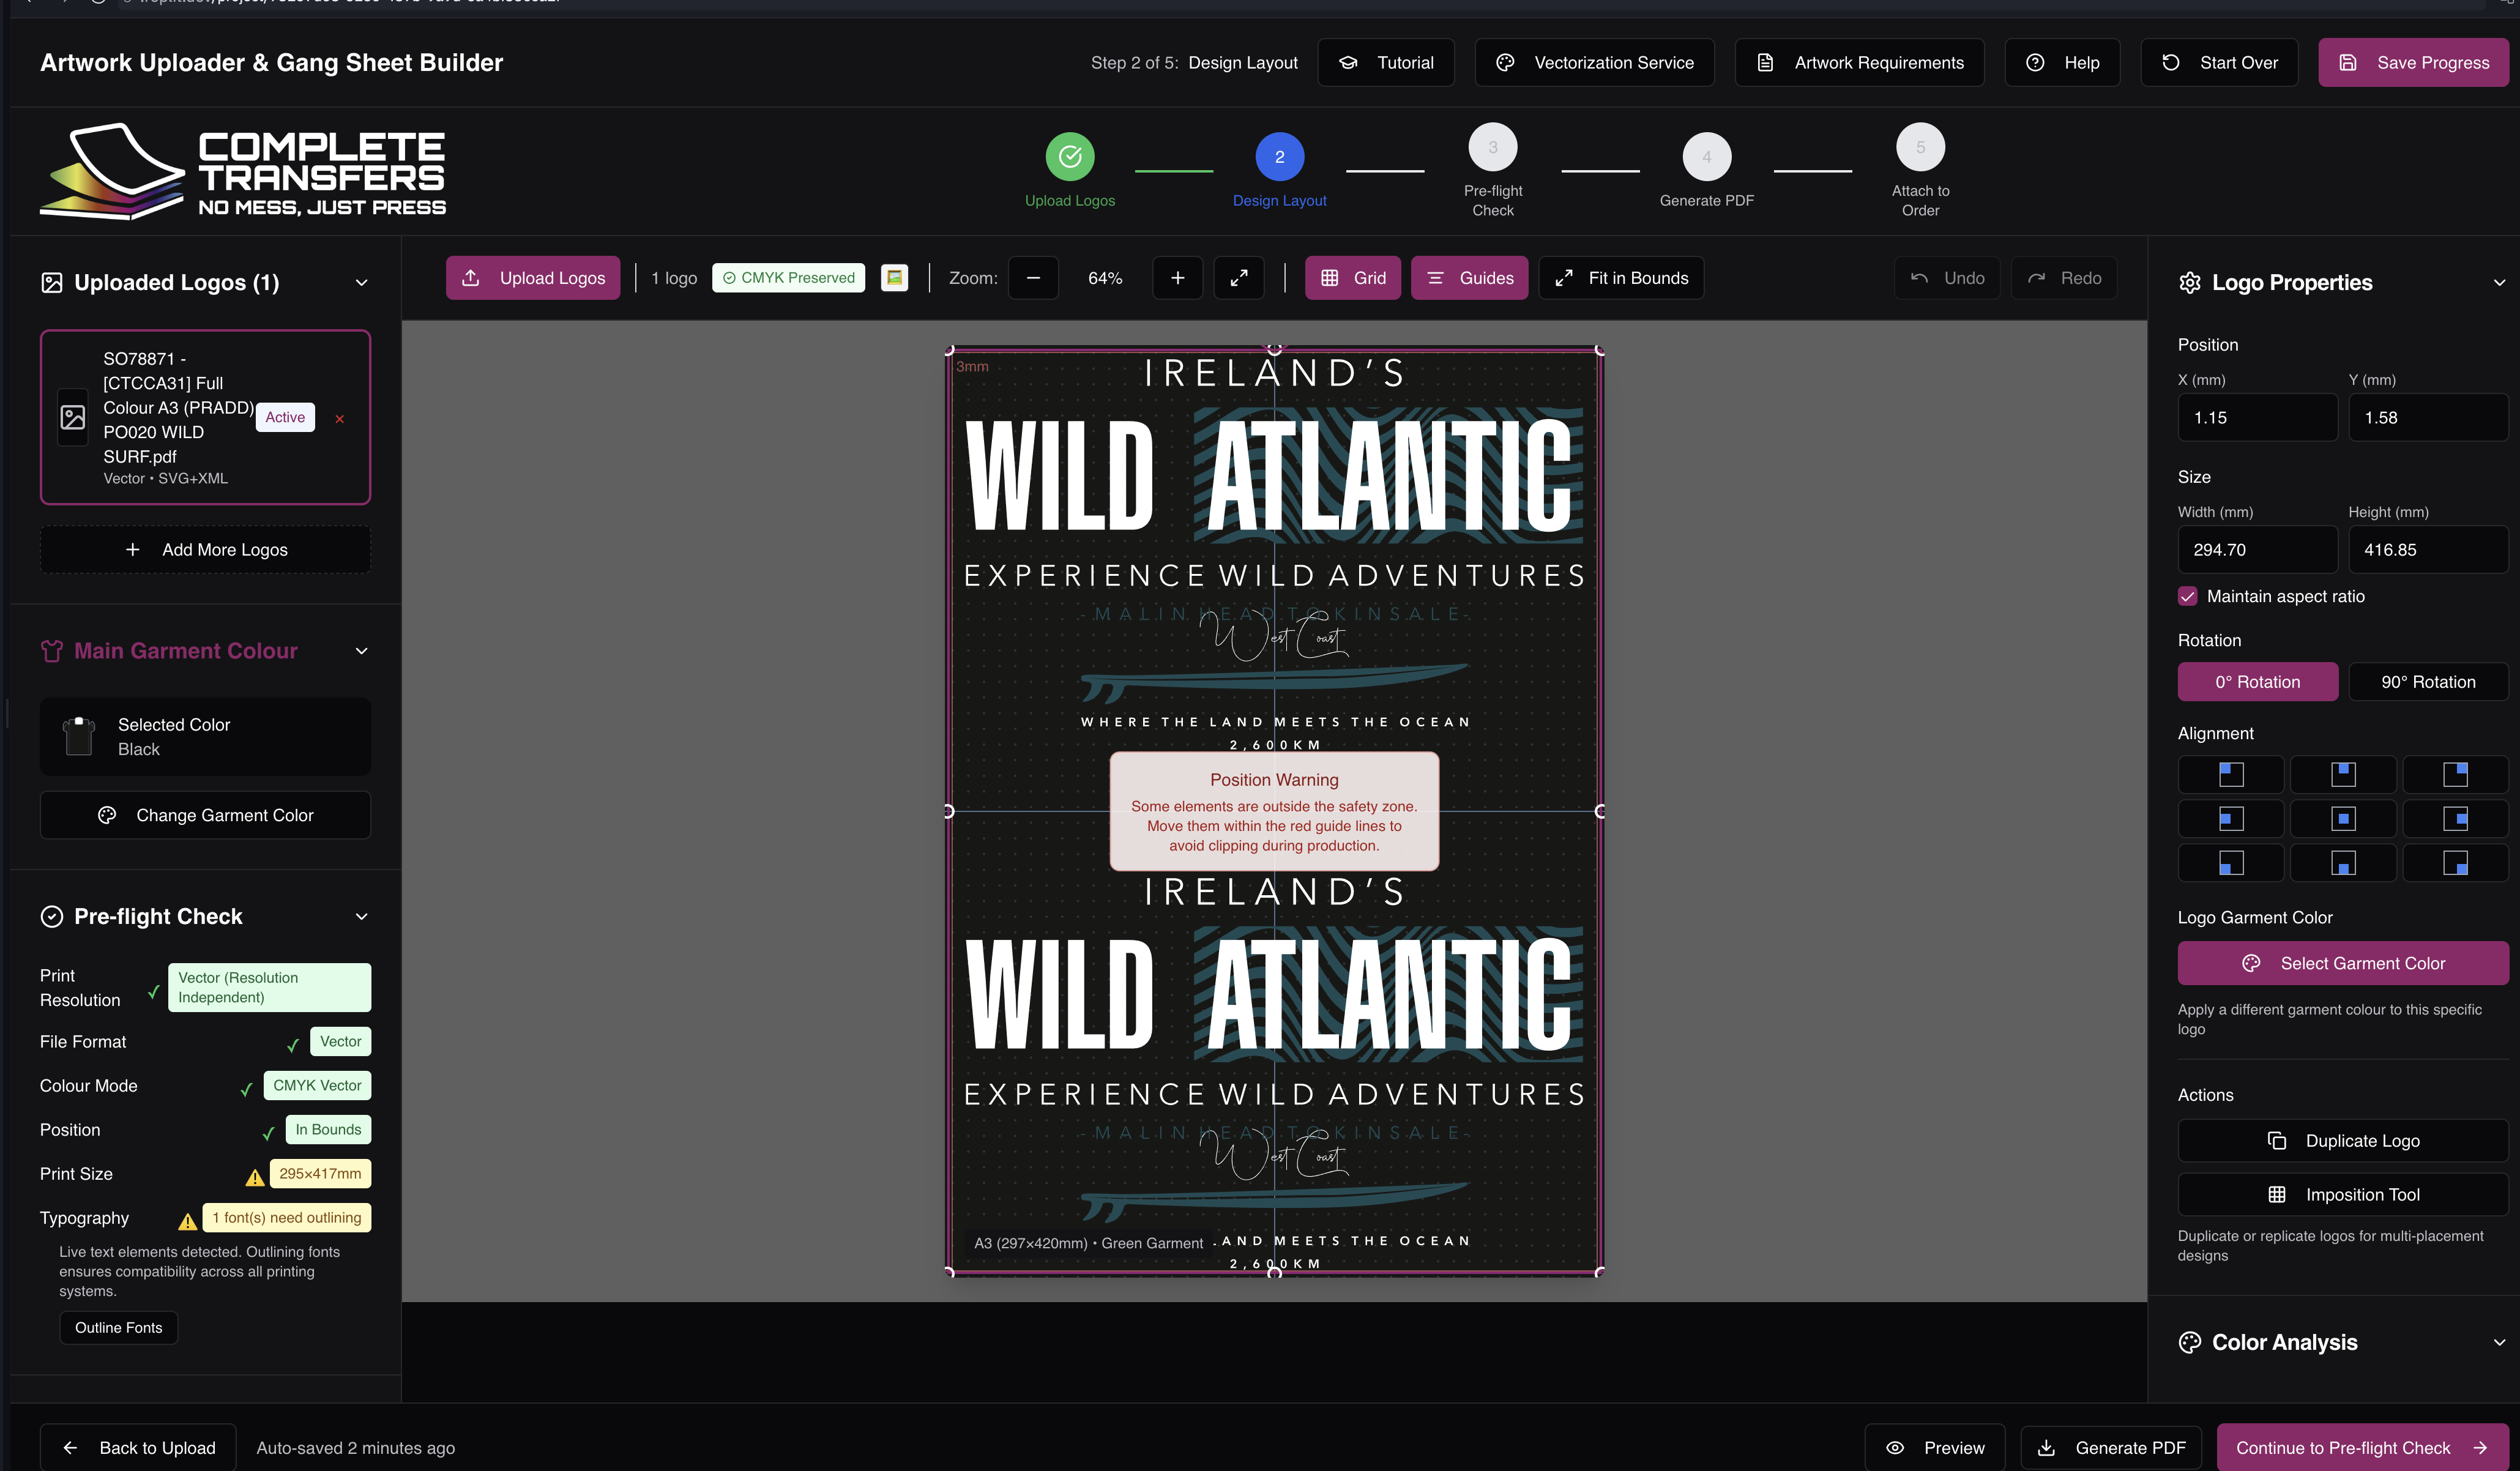 Artwork Uploader & Gang Sheet Builder
Step 2 of 5: Design Layout
Tutorial
Vectorization Service
Artwork Requirements
Help
Start Over
Save Progress
COMPLETE
TRANSFERS
NO MESS, JUST PRESS
Upload Logos
2
Design Layout
3
Pre-flight
Check
4
Generate PDF
5
Attach to
Order
Uploaded Logos (1)
SO78871 -
[CTCCA31] Full
Colour A3 (PRADD)
PO020 WILD
SURF.pdf
Vector • SVG+XML
Active
×
Add More Logos
Main Garment Colour
Selected Color
Black
Change Garment Color
Pre-flight Check
Print
Resolution
Vector (Resolution
Independent)
File Format
Vector
Colour Mode
CMYK Vector
Position
In Bounds
Print Size
295×417mm
Typography
1 font(s) need outlining
Live text elements detected. Outlining fonts
ensures compatibility across all printing
systems.
Outline Fonts
Upload Logos
1 logo
CMYK Preserved
Zoom:
64%
Grid
Guides
Fit in Bounds
Undo
Redo
3mm
IRELAND'S
WILD ATLANTIC
EXPERIENCE WILD ADVENTURES
- MALIN HEAD TO KINSALE-
West Coast
WHERE THE LAND MEETS THE OCEAN
2,600KM
Position Warning
Some elements are outside the safety zone.
Move them within the red guide lines to
avoid clipping during production.
IRELAND'S
WILD ATLANTIC
EXPERIENCE WILD ADVENTURES
- MALIN HEAD TO KINSALE-
West Coast
A3 (297×420mm) • Green Garment
LAND MEETS THE OCEAN
2,600KM
Logo Properties
Position
X (mm)
Y (mm)
1.15
1.58
Size
Width (mm)
Height (mm)
294.70
416.85
Maintain aspect ratio
Rotation
0° Rotation
90° Rotation
Alignment
Logo Garment Color
Select Garment Color
Apply a different garment colour to this specific
logo
Actions
Duplicate Logo
Imposition Tool
Duplicate or replicate logos for multi-placement
designs
Color Analysis
Back to Upload
Auto-saved 2 minutes ago
Preview
Generate PDF
Continue to Pre-flight Check